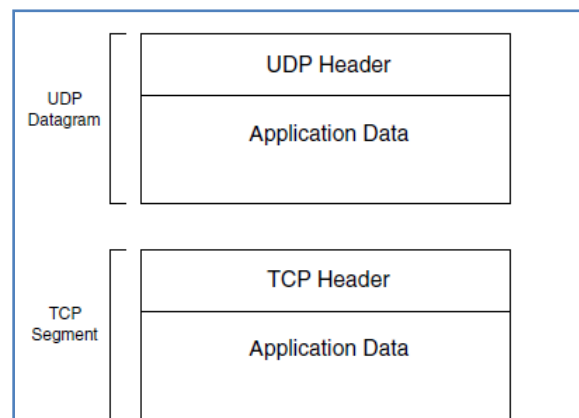 UDP Header
UDP
Datagram
Application Data
TCP Header
TCP
Segment
Application Data